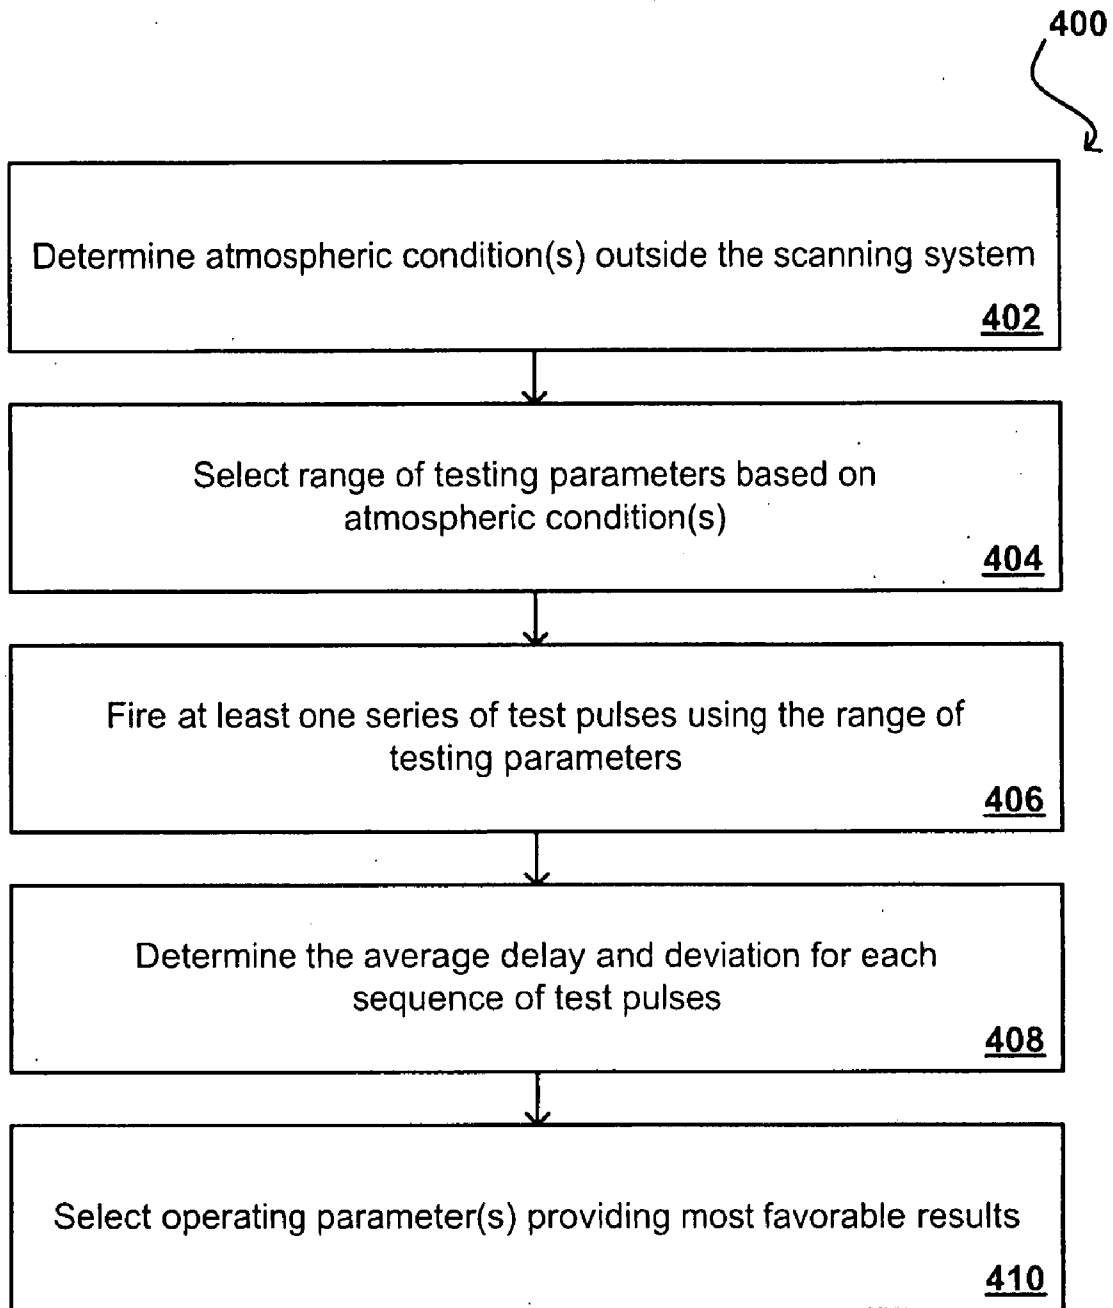 400
Determine atmospheric condition(s) outside the scanning system
402
Select range of testing parameters based on
atmospheric condition(s)
404
Fire at least one series of test pulses using the range of
testing parameters
406
Determine the average delay and deviation for each
sequence of test pulses
408
Select operating parameter(s) providing most favorable results
410